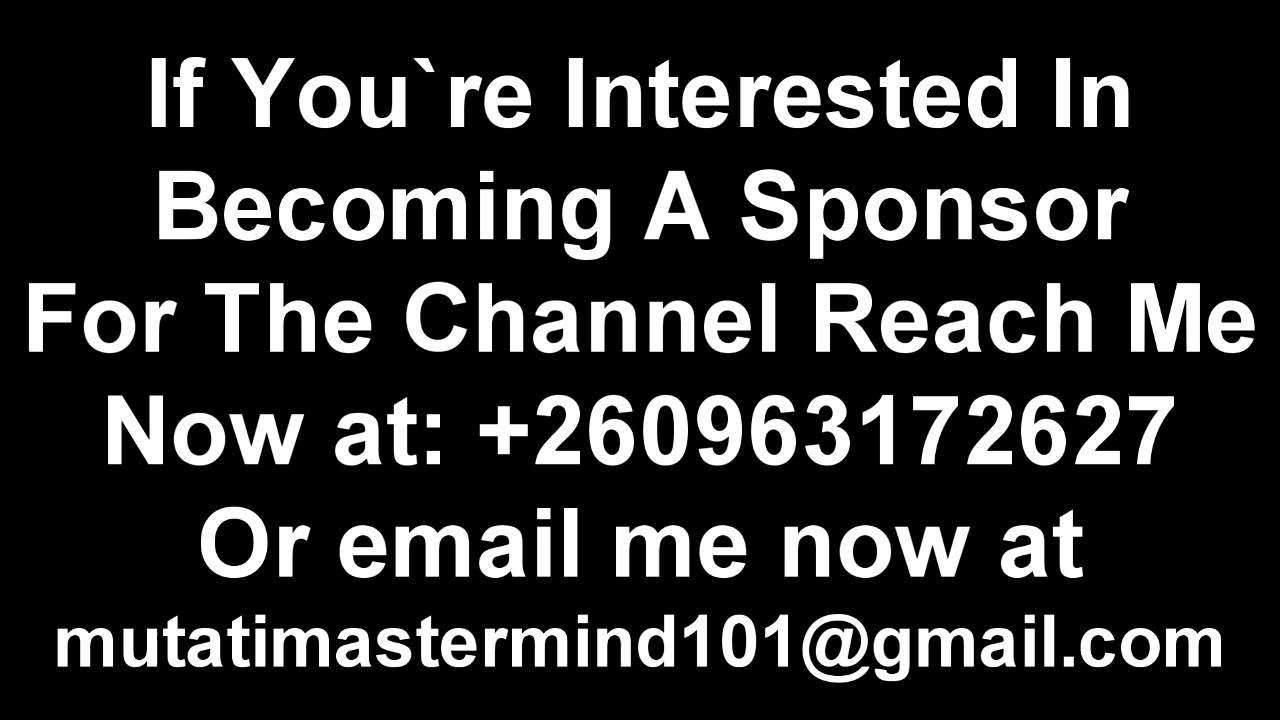 If You`re Interested In
Becoming A Sponsor
For The Channel Reach Me
Now at: +260963172627
Or email me now at
mutatimastermind101@gmail.com